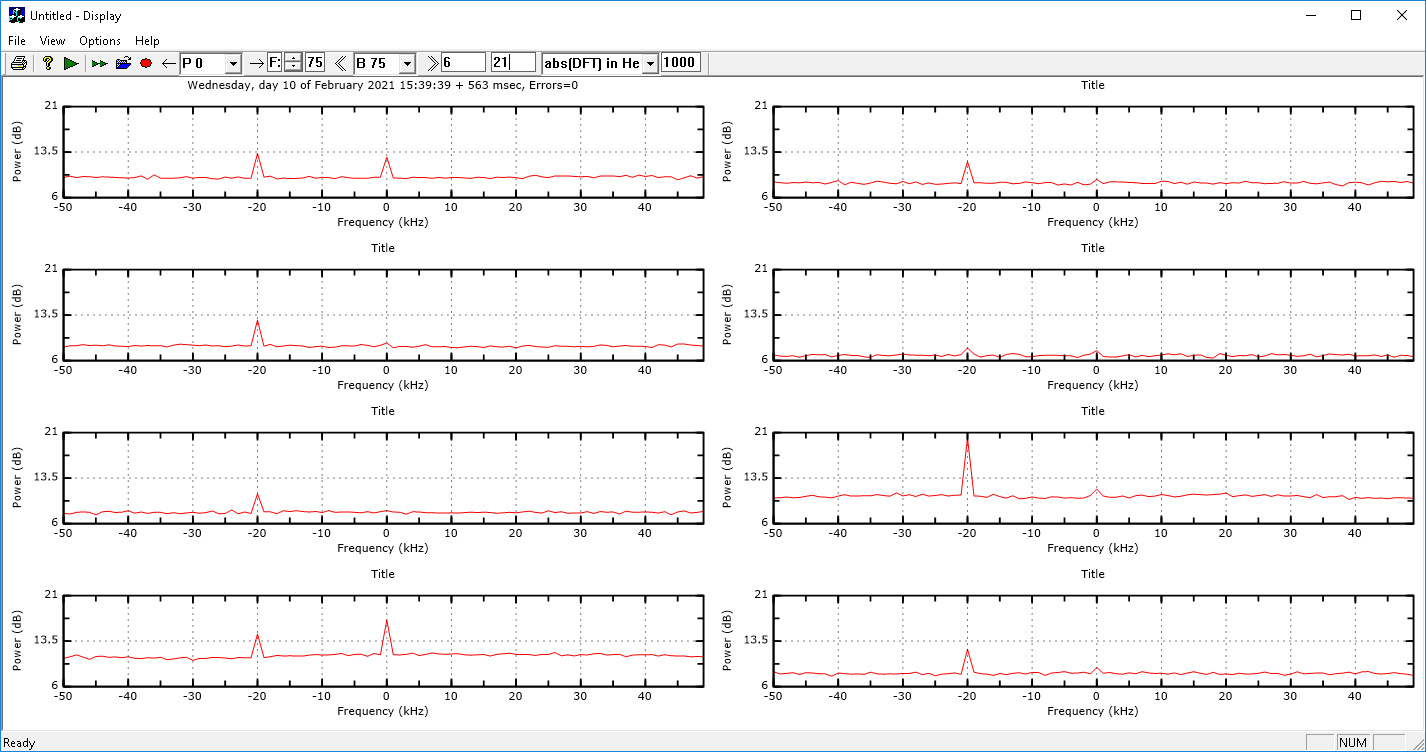 Untitled - Display
File View Options Help
P 0 F: 75 B 75 6 21 abs(DFT) in He 1000
Wednesday, day 10 of February 2021 15:39:39 + 563 msec, Errors=0
21
13.5
6
Power (dB)
-50 -40 -30 -20 -10 0 10 20 30 40
Frequency (kHz)
Title
21
13.5
6
Power (dB)
-50 -40 -30 -20 -10 0 10 20 30 40
Frequency (kHz)
Title
21
13.5
6
Power (dB)
-50 -40 -30 -20 -10 0 10 20 30 40
Frequency (kHz)
Title
21
13.5
6
Power (dB)
-50 -40 -30 -20 -10 0 10 20 30 40
Frequency (kHz)
Title
21
13.5
6
Power (dB)
-50 -40 -30 -20 -10 0 10 20 30 40
Frequency (kHz)
Title
21
13.5
6
Power (dB)
-50 -40 -30 -20 -10 0 10 20 30 40
Frequency (kHz)
Title
21
13.5
6
Power (dB)
-50 -40 -30 -20 -10 0 10 20 30 40
Frequency (kHz)
Title
21
13.5
6
Power (dB)
-50 -40 -30 -20 -10 0 10 20 30 40
Frequency (kHz)
Ready NUM